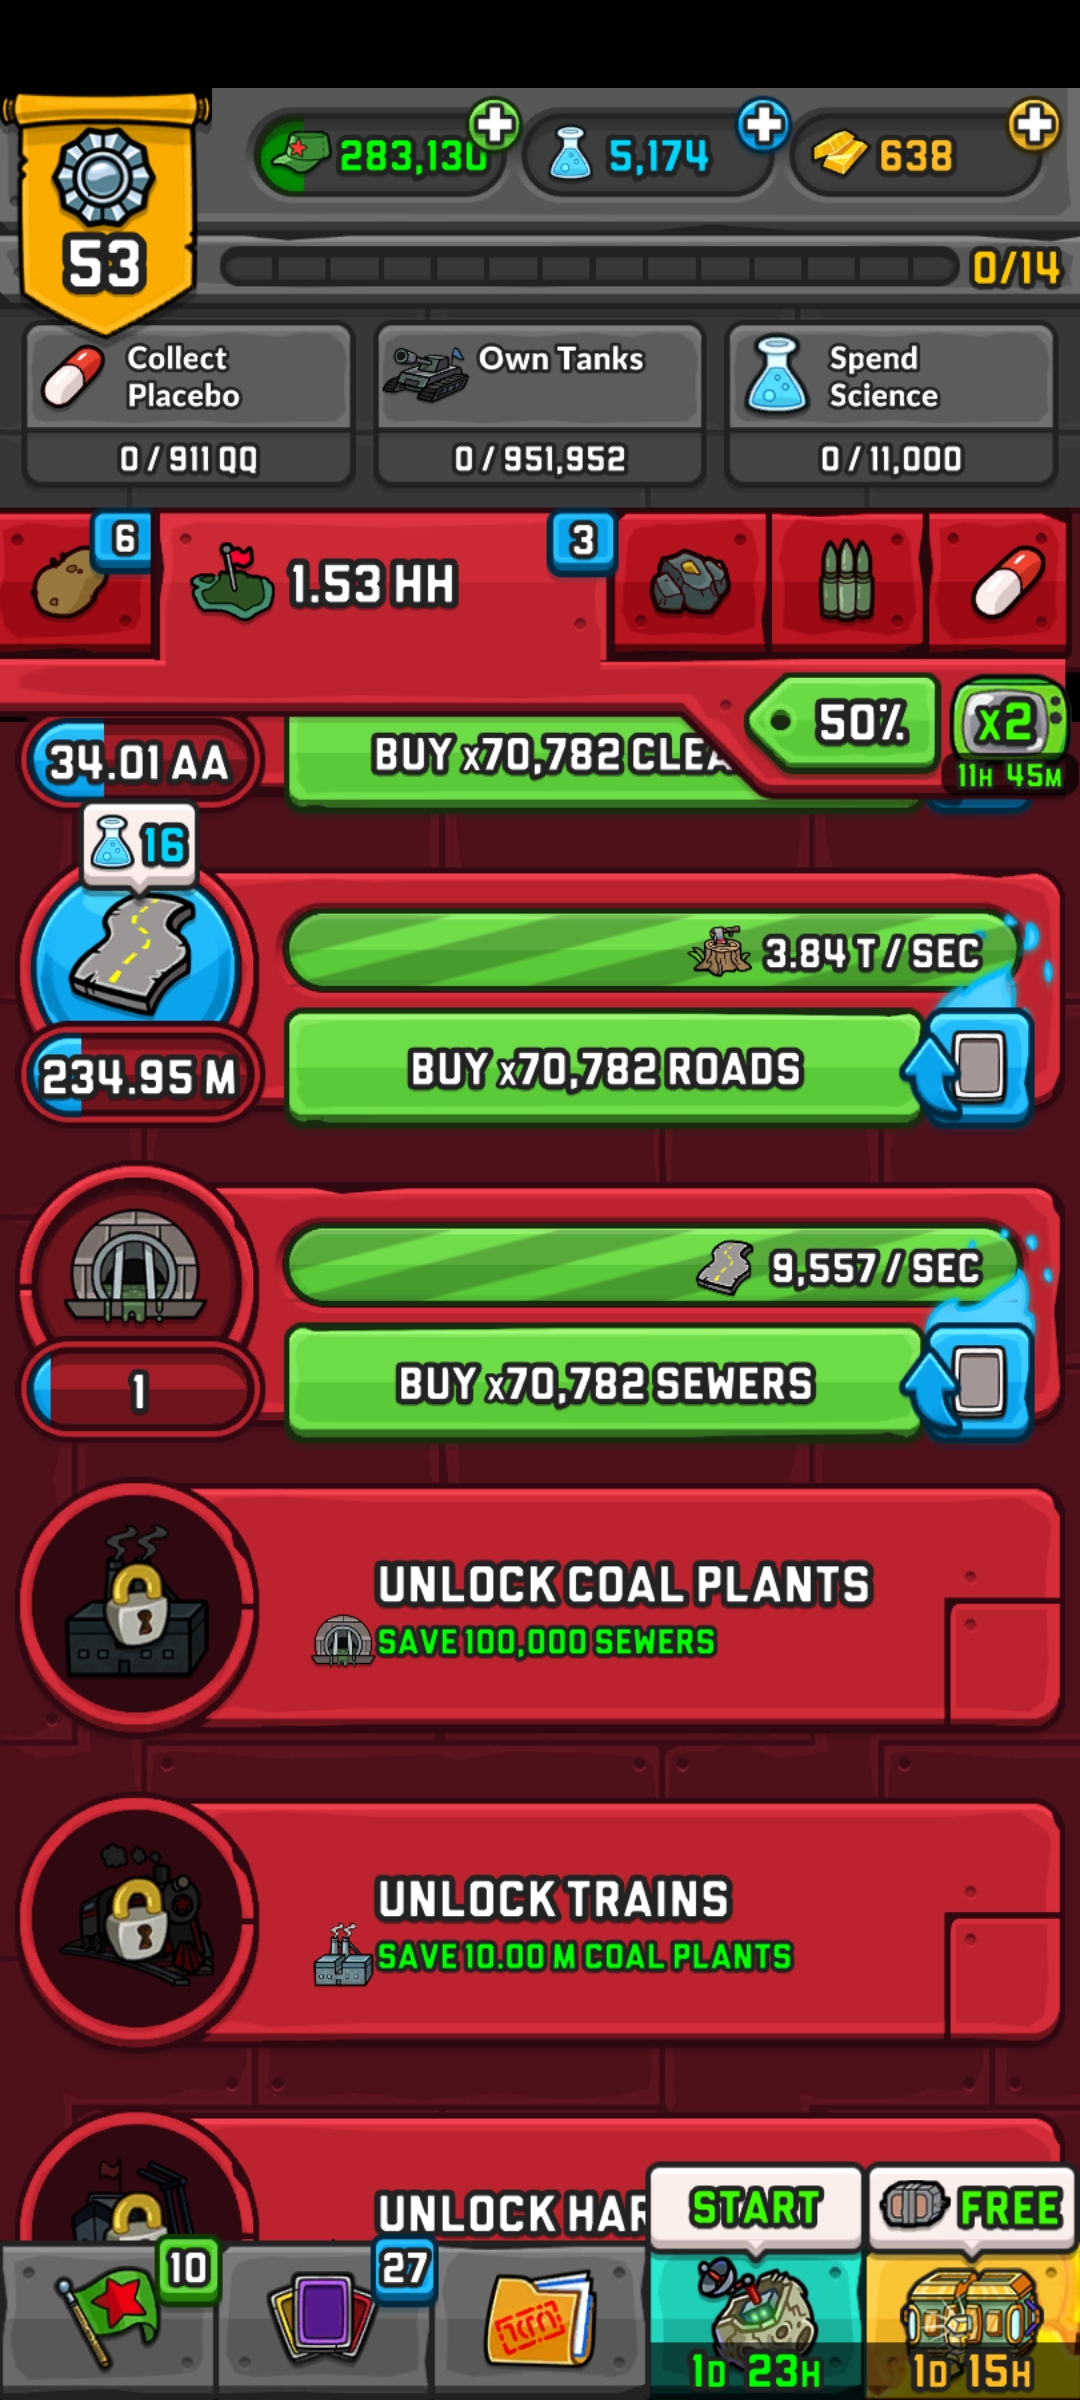 53
283,130
5,174
638
0/14
Collect
Placebo
0 / 911 QQ
Own Tanks
0 / 951,952
Spend
Science
0 / 11,000
6
1.53 HH
3
50%
x2
11H 45M
34.01 AA
BUY x70,782 CLEA
16
3.84 T / SEC
234.95 M
BUY x70,782 ROADS
9,557 / SEC
1
BUY x70,782 SEWERS
UNLOCK COAL PLANTS
SAVE 100,000 SEWERS
UNLOCK TRAINS
SAVE 10.00 M COAL PLANTS
UNLOCK HAR
START
FREE
10
27
1D 23H
1D 15H